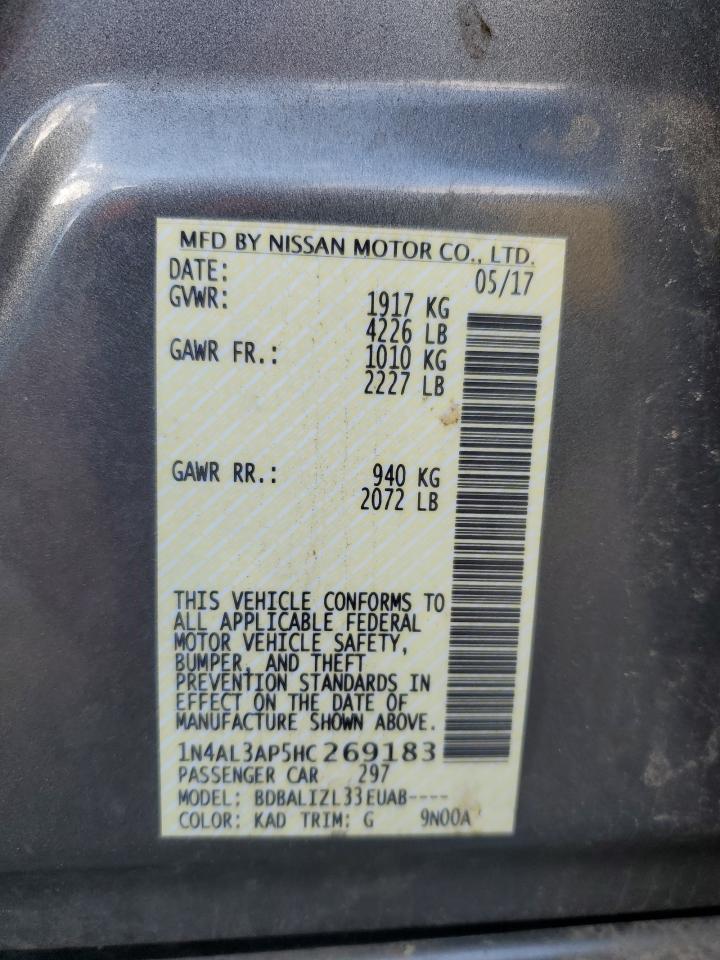 MFD BY NISSAN MOTOR CO., LTD.
DATE: 05/17
GVWR: 1917 KG
4226 LB
GAWR FR.: 1010 KG
2227 LB
GAWR RR.: 940 KG
2072 LB
THIS VEHICLE CONFORMS TO
ALL APPLICABLE FEDERAL
MOTOR VEHICLE SAFETY,
BUMPER, AND THEFT
PREVENTION STANDARDS IN
EFFECT ON THE DATE OF
MANUFACTURE SHOWN ABOVE.
1N4AL3AP5HC269183
PASSENGER CAR 297
MODEL: BDBALIZL33EUAB----
COLOR: KAD TRIM: G 9N00A